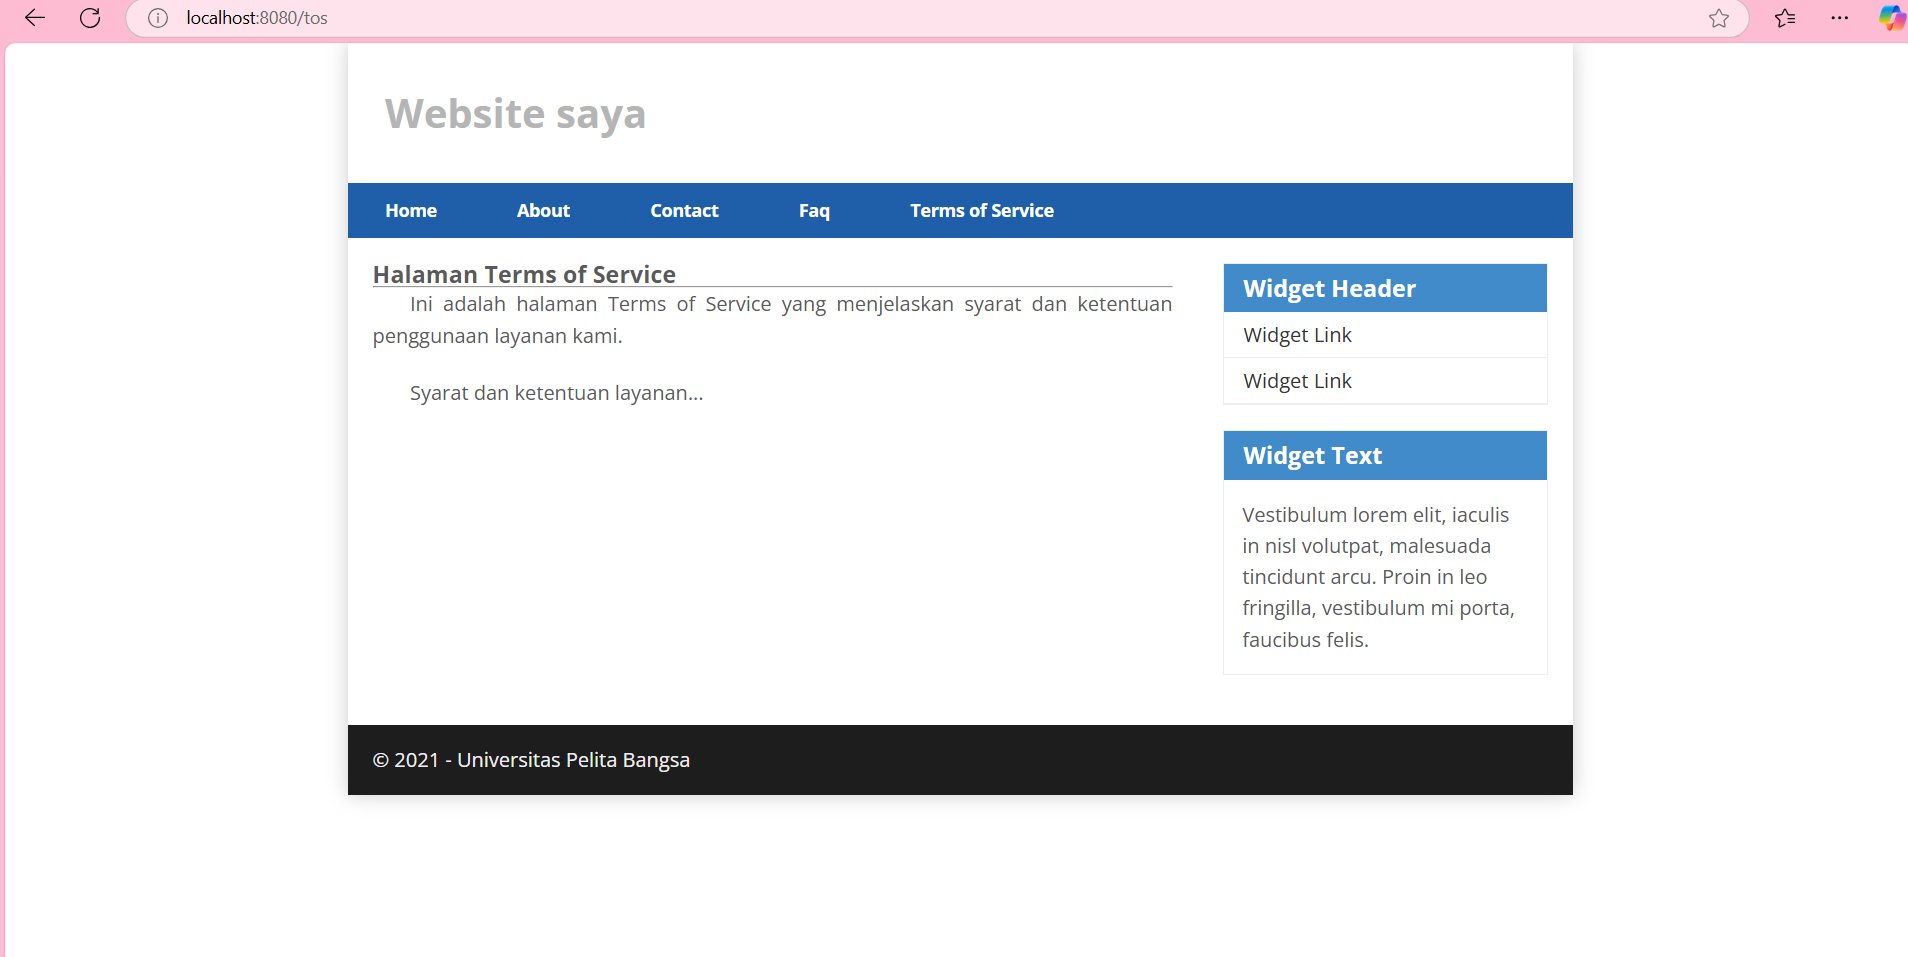 localhost:8080/tos
Website saya
Home About Contact Faq Terms of Service
Halaman Terms of Service
Ini adalah halaman Terms of Service yang menjelaskan syarat dan ketentuan
penggunaan layanan kami.
Syarat dan ketentuan layanan...
Widget Header
Widget Link
Widget Link
Widget Text
Vestibulum lorem elit, iaculis
in nisl volutpat, malesuada
tincidunt arcu. Proin in leo
fringilla, vestibulum mi porta,
faucibus felis.
© 2021 - Universitas Pelita Bangsa